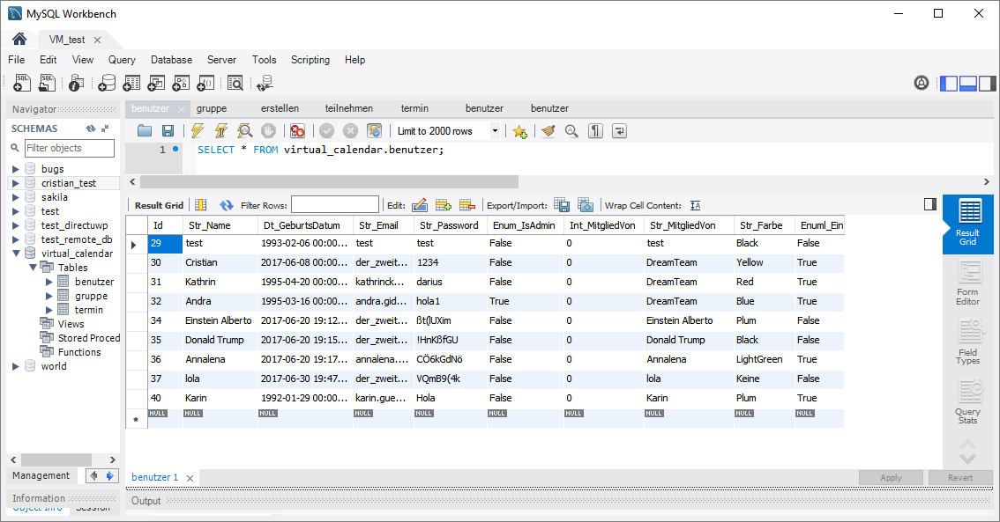 MySQL Workbench
VM_test
File Edit View Query Database Server Tools Scripting Help
Navigator
SCHEMAS
Filter objects
bugs
cristian_test
sakila
test
test_directuwp
test_remote_db
virtual_calendar
Tables
benutzer
gruppe
termin
Views
Stored Proced
Functions
world
Management
Information
Object Info Session
benutzer gruppe erstellen teilnehmen termin benutzer benutzer
Limit to 2000 rows
1 SELECT * FROM virtual_calendar.benutzer;
Result Grid Filter Rows: Edit: Export/Import: Wrap Cell Content:
Id Str_Name Dt_GeburtsDatum Str_Email Str_Password Enum_IsAdmin Int_MitgliedVon Str_MitgliedVon Str_Farbe Enuml_Ein
29 test 1993-02-06 00:00... test test False 0 test Black False
30 Cristian 2017-06-08 00:00... der_zweit... 1234 False 0 DreamTeam Yellow True
31 Kathrin 1995-04-20 00:00... kathrinck... darius False 0 DreamTeam Red True
32 Andra 1995-03-16 00:00... andra.gid... hola1 True 0 DreamTeam Blue True
34 Einstein Alberto 2017-06-20 19:12... der_zweit... ßt(lUXim False 0 Einstein Alberto Plum False
35 Donald Trump 2017-06-20 19:15... der_zweit... !HnKßfGU False 0 Donald Trump Black False
36 Annalena 2017-06-20 19:17... annalena.... CÖ6kGdNö False 0 Annalena LightGreen True
37 lola 2017-06-30 19:47... der_zweit... VQmB9(4k False 0 lola Keine False
40 Karin 1992-01-29 00:00... karin.gue... Hola False 0 Karin Plum True
NULL NULL NULL NULL NULL NULL NULL NULL NULL NULL
Result
Grid
Form
Editor
Field
Types
Query
Stats
benutzer 1
Apply Revert
Output